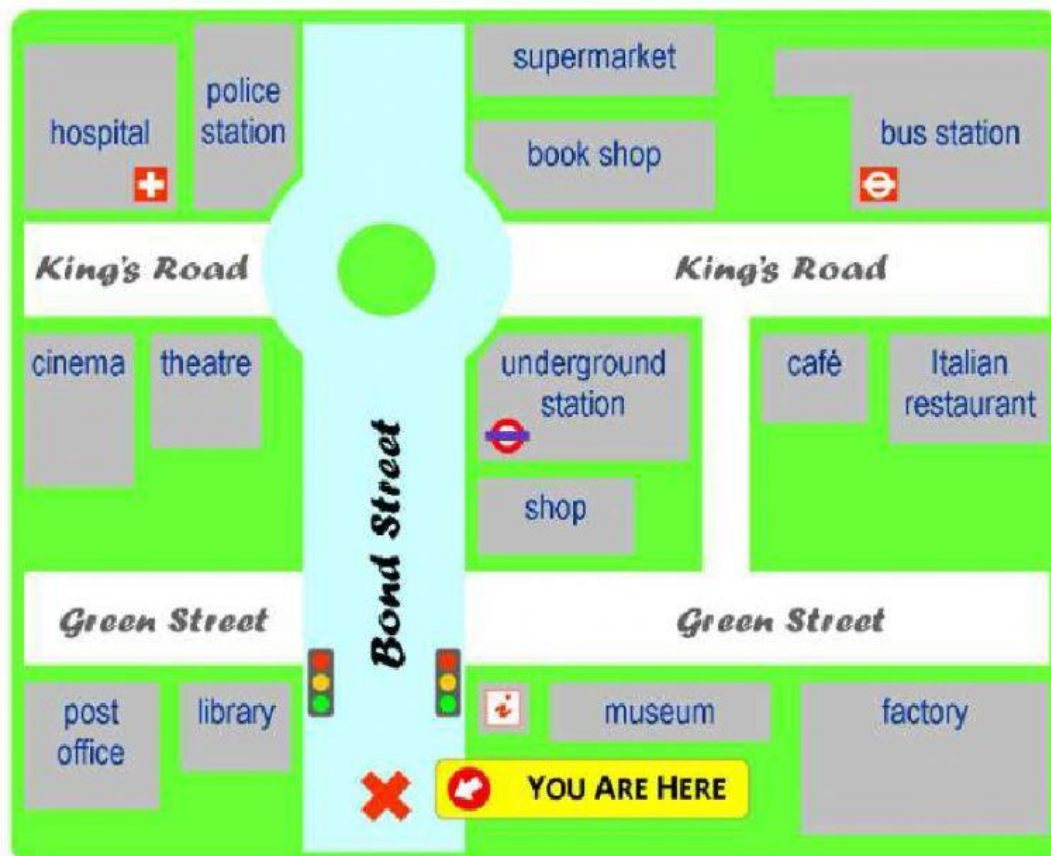 supermarket
police
station
hospital
bus station
book shop
King's Road
King's Road
cinema
theatre
underground
station
café
Italian
restaurant
shop
Bond Street
Green Street
Green Street
post
office
library
i
museum
factory
YOU ARE HERE